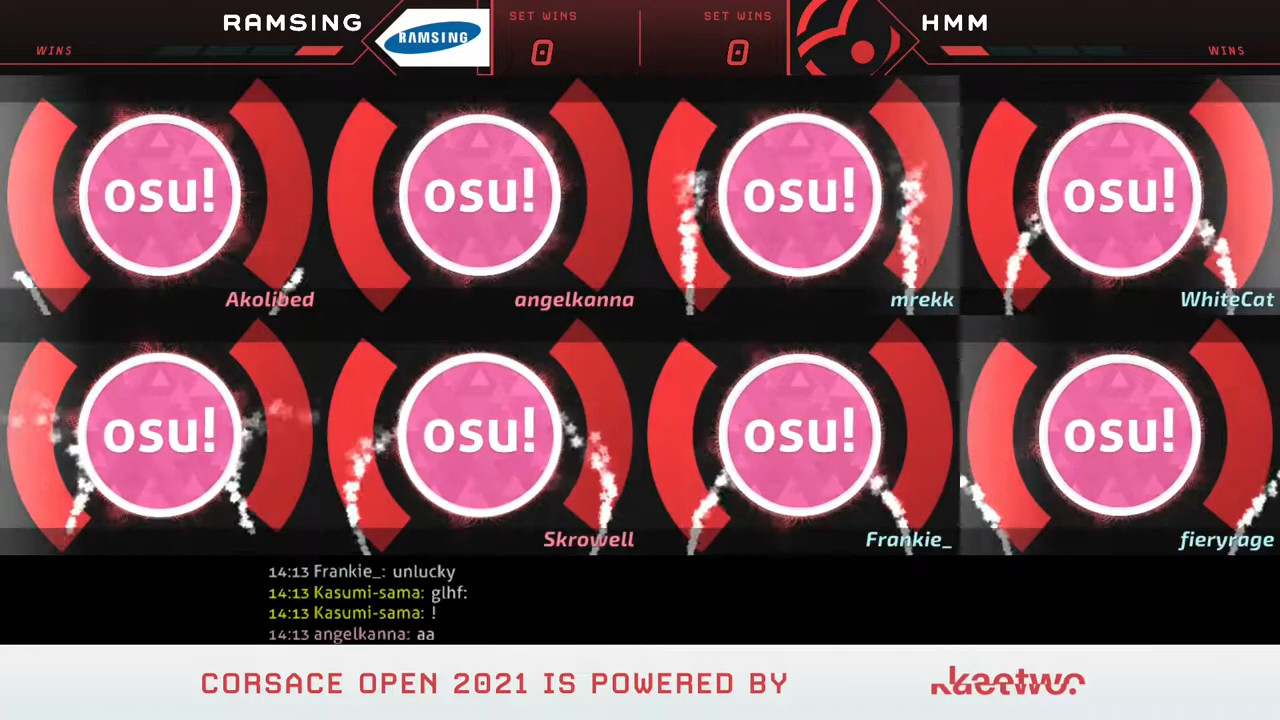 RAMSING
RAMSING
SET WINS
0
SET WINS
0
HMM
WINS
WINS
osu!
osu!
osu!
osu!
Akolibed
angelkanna
mrekk
WhiteCat
osu!
osu!
osu!
osu!
Skrowell
Frankie_
fieryrage
14:13 Frankie_: unlucky
14:13 Kasumi-sama: glhf:
14:13 Kasumi-sama: !
14:13 angelkanna: aa
CORSACE OPEN 2021 IS POWERED BY